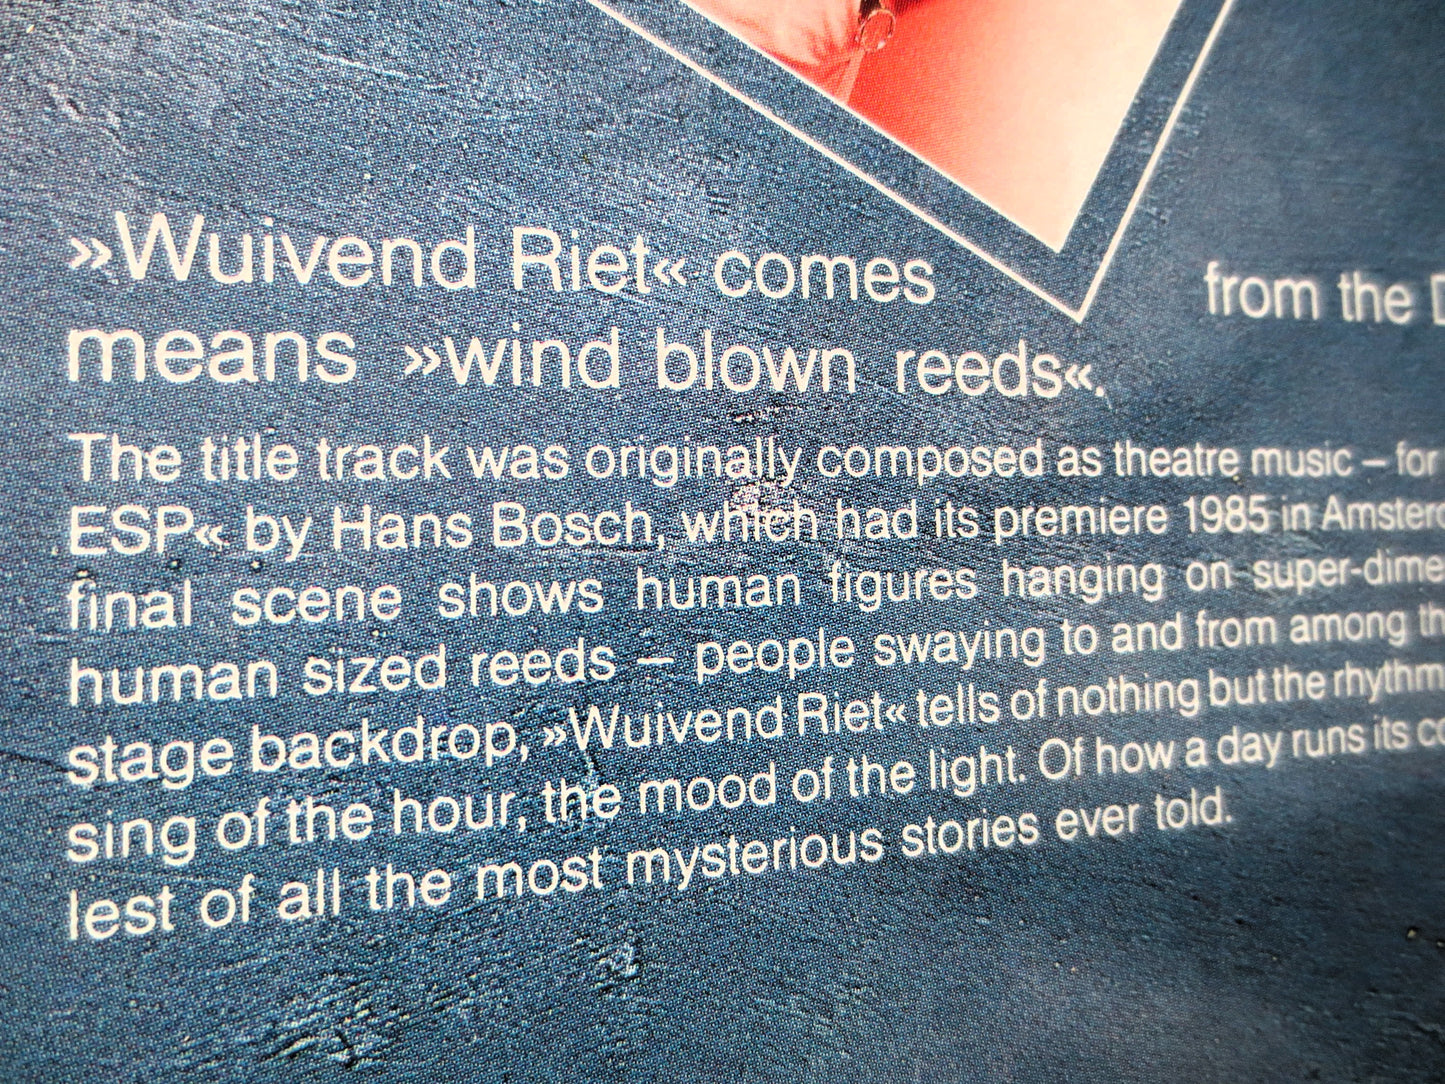 »Wuivend Riet« comes from the
means »wind blown reeds«.
The title track was originally composed as theatre music – for
ESP« by Hans Bosch, which had its premiere 1985 in
final scene shows human figures hanging on
human sized reeds – people swaying to and from among
stage backdrop, »Wuivend Riet« tells of nothing but the
sing of the hour, the mood of the light. Of how a day runs its
lest of all the most mysterious stories ever told.